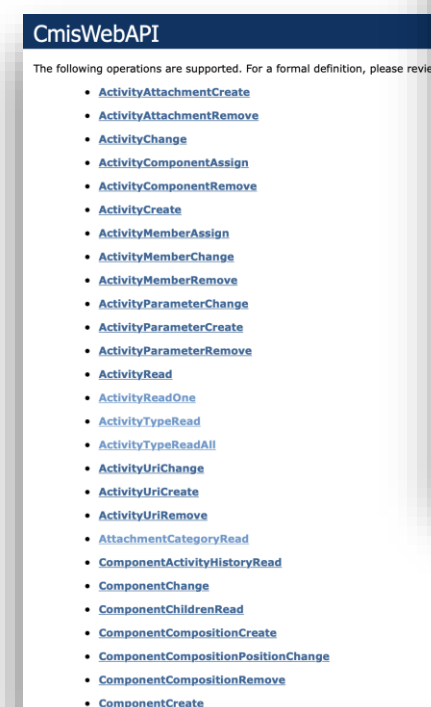 CmisWebAPI
The following operations are supported. For a formal definition, please revie
ActivityAttachmentCreate
ActivityAttachmentRemove
ActivityChange
ActivityComponentAssign
ActivityComponentRemove
ActivityCreate
ActivityMemberAssign
ActivityMemberChange
ActivityMemberRemove
ActivityParameterChange
ActivityParameterCreate
ActivityParameterRemove
ActivityRead
ActivityReadOne
ActivityTypeRead
ActivityTypeReadAll
ActivityUriChange
ActivityUriCreate
ActivityUriRemove
AttachmentCategoryRead
ComponentActivityHistoryRead
ComponentChange
ComponentChildrenRead
ComponentCompositionCreate
ComponentCompositionPositionChange
ComponentCompositionRemove
ComponentCreate